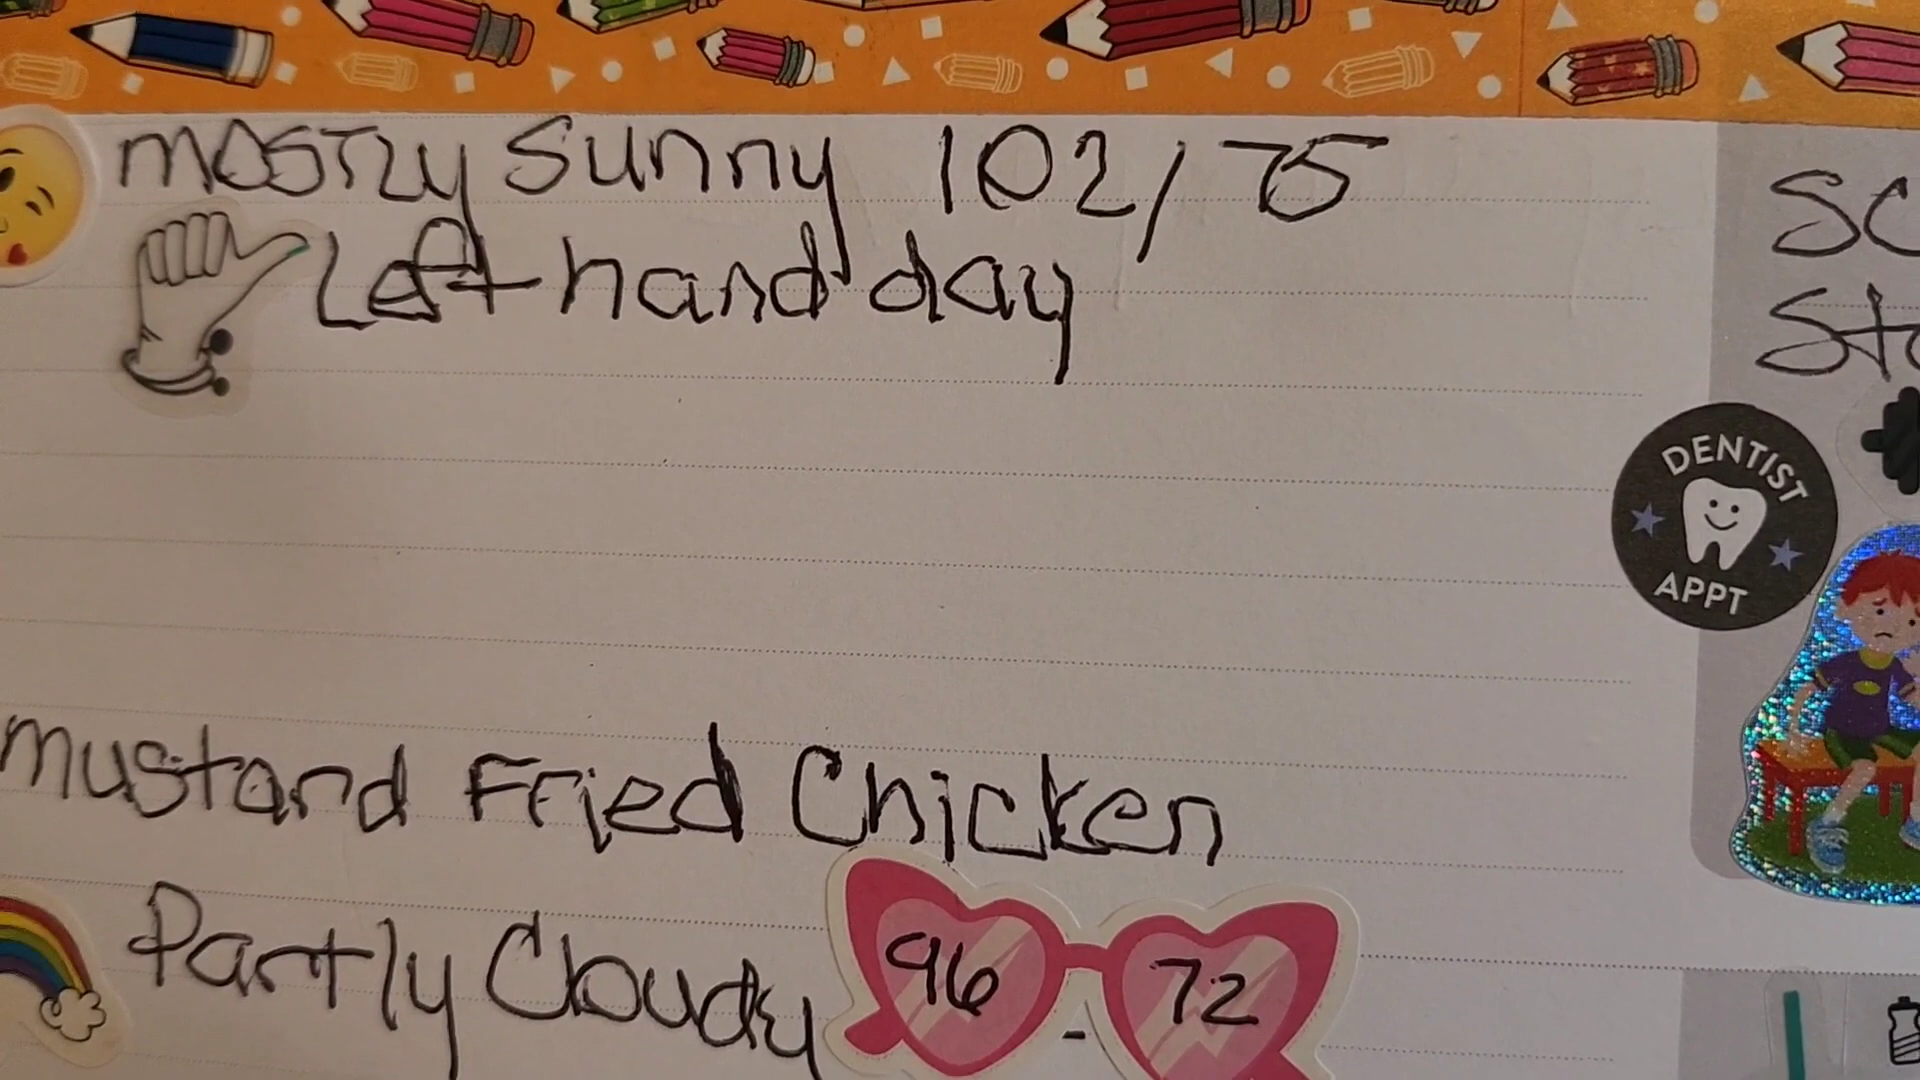 mostly sunny 102/75
Left hand day
DENTIST
APPT
mustard Fried Chicken
Partly Cloudy 96 - 72